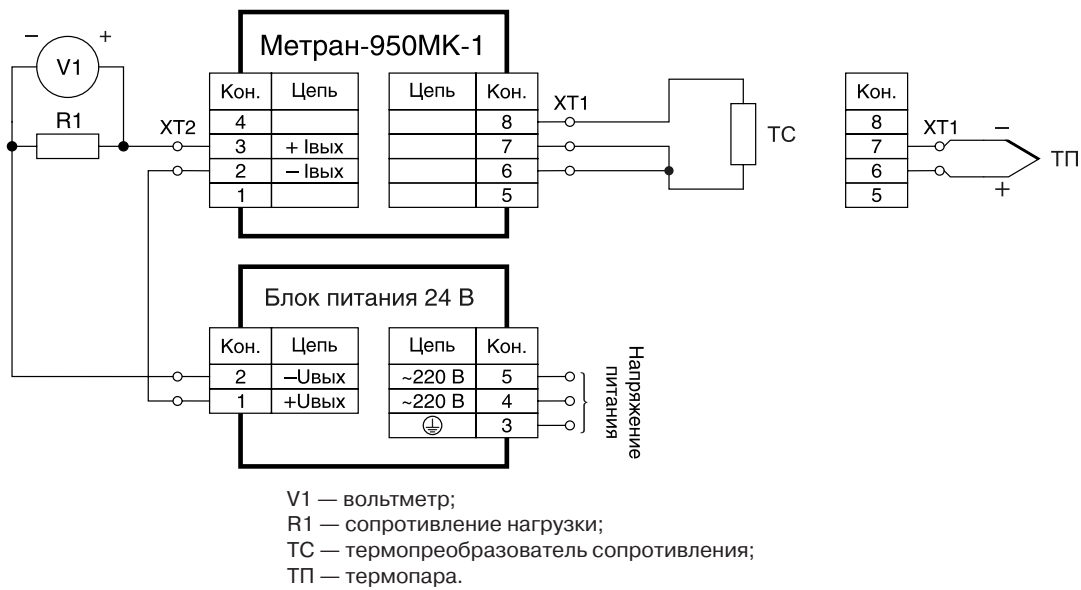 Метран-950МК-1
− +
V1
R1
XT2
Кон. Цепь
4
3 + Iвых
2 − Iвых
1
Цепь Кон.
8
7
6
5
XT1
ТС
Кон.
8
7
6
5
XT1
−
+
ТП
Блок питания 24 В
Кон. Цепь
2 −Uвых
1 +Uвых
Цепь Кон.
~220 В 5
~220 В 4
3
Напряжение
питания
V1 — вольтметр;
R1 — сопротивление нагрузки;
ТС — термопреобразователь сопротивления;
ТП — термопара.